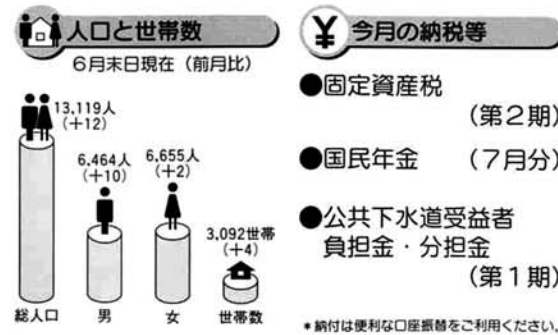 人口と世帯数
6月末日現在（前月比）
13,119人
（+12）
6,464人
（+10）
6,655人
（+2）
3,092世帯
（+4）
総人口
男
女
世帯数
¥ 今月の納税等
●固定資産税
（第2期）
●国民年金 （7月分）
●公共下水道受益者
負担金・分担金
（第1期）
*納付は便利な口座振替をご利用ください。